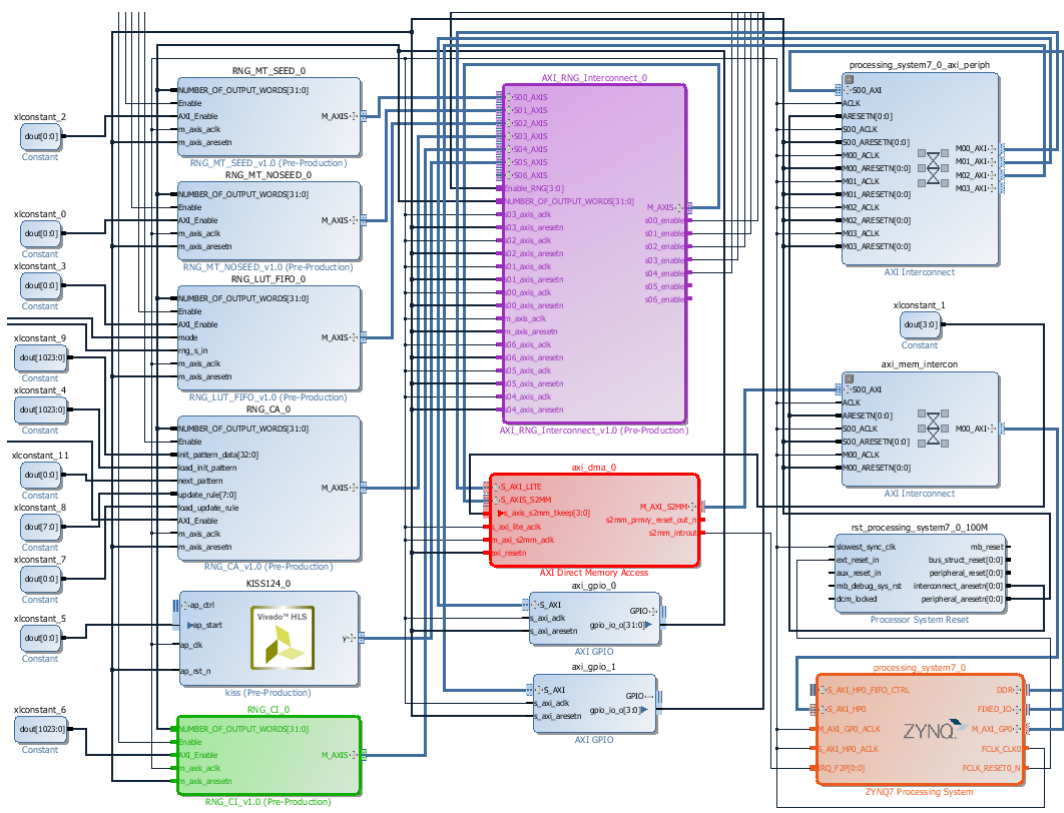 xlconstant_2
dout[0:0]
Constant
xlconstant_0
dout[0:0]
Constant
xlconstant_3
dout[0:0]
Constant
xlconstant_9
dout[1023:0]
Constant
xlconstant_4
dout[1023:0]
Constant
xlconstant_11
dout[0:0]
Constant
xlconstant_8
dout[7:0]
Constant
xlconstant_7
dout[0:0]
Constant
xlconstant_5
dout[0:0]
Constant
xlconstant_6
dout[1023:0]
Constant
RNG_MT_SEED_0
NUMBER_OF_OUTPUT_WORDS[31:0]
Enable
AXI_Enable
m_axis_aclk
m_axis_aresetn
M_AXIS
RNG_MT_SEED_v1.0 (Pre-Production)
RNG_MT_NOSEED_0
NUMBER_OF_OUTPUT_WORDS[31:0]
Enable
AXI_Enable
m_axis_aclk
m_axis_aresetn
M_AXIS
RNG_MT_NOSEED_v1.0 (Pre-Production)
RNG_LUT_FIFO_0
NUMBER_OF_OUTPUT_WORDS[31:0]
Enable
AXI_Enable
mode
rng_s_in
m_axis_aclk
m_axis_aresetn
M_AXIS
RNG_LUT_FIFO_v1.0 (Pre-Production)
RNG_CA_0
NUMBER_OF_OUTPUT_WORDS[31:0]
Enable
init_pattern_data[32:0]
load_init_pattern
next_pattern
update_rule[7:0]
load_update_rule
AXI_Enable
m_axis_aclk
m_axis_aresetn
M_AXIS
RNG_CA_v1.0 (Pre-Production)
KISS124_0
ap_ctrl
ap_start
ap_clk
ap_rst_n
Vivado™ HLS
y
kiss (Pre-Production)
RNG_CI_0
NUMBER_OF_OUTPUT_WORDS[31:0]
Enable
AXI_Enable
m_axis_aclk
m_axis_aresetn
M_AXIS
RNG_CI_v1.0 (Pre-Production)
AXI_RNG_Interconnect_0
S00_AXIS
S01_AXIS
S02_AXIS
S03_AXIS
S04_AXIS
S05_AXIS
S06_AXIS
Enable_RNG[3:0]
NUMBER_OF_OUTPUT_WORDS[31:0]
s03_axis_aclk
s03_axis_aresetn
s02_axis_aclk
s02_axis_aresetn
s01_axis_aclk
s01_axis_aresetn
s00_axis_aclk
s00_axis_aresetn
m_axis_aclk
m_axis_aresetn
s06_axis_aclk
s06_axis_aresetn
s05_axis_aclk
s05_axis_aresetn
s04_axis_aclk
s04_axis_aresetn
M_AXIS
s00_enable
s01_enable
s02_enable
s03_enable
s04_enable
s05_enable
s06_enable
AXI_RNG_Interconnect_v1.0 (Pre-Production)
axi_dma_0
S_AXI_LITE
S_AXIS_S2MM
s_axis_s2mm_tkeep[3:0]
s_axi_lite_aclk
m_axi_s2mm_aclk
axi_resetn
M_AXI_S2MM
s2mm_prmry_reset_out_n
s2mm_introut
AXI Direct Memory Access
axi_gpio_0
S_AXI
s_axi_aclk
s_axi_aresetn
GPIO
gpio_io_o[31:0]
AXI GPIO
axi_gpio_1
S_AXI
s_axi_aclk
s_axi_aresetn
GPIO
gpio_io_o[3:0]
AXI GPIO
processing_system7_0_axi_periph
S00_AXI
ACLK
ARESETN[0:0]
S00_ACLK
S00_ARESETN[0:0]
M00_ACLK
M00_ARESETN[0:0]
M01_ACLK
M01_ARESETN[0:0]
M02_ACLK
M02_ARESETN[0:0]
M03_ACLK
M03_ARESETN[0:0]
M00_AXI
M01_AXI
M02_AXI
M03_AXI
AXI Interconnect
xlconstant_1
dout[3:0]
Constant
axi_mem_intercon
S00_AXI
ACLK
ARESETN[0:0]
S00_ACLK
S00_ARESETN[0:0]
M00_ACLK
M00_ARESETN[0:0]
M00_AXI
AXI Interconnect
rst_processing_system7_0_100M
slowest_sync_clk
ext_reset_in
aux_reset_in
mb_debug_sys_rst
dcm_locked
mb_reset
bus_struct_reset[0:0]
peripheral_reset[0:0]
interconnect_aresetn[0:0]
peripheral_aresetn[0:0]
Processor System Reset
processing_system7_0
S_AXI_HP0_FIFO_CTRL
S_AXI_HP0
M_AXI_GP0_ACLK
S_AXI_HP0_ACLK
IRQ_F2P[0:0]
ZYNQ
DDR
FIXED_IO
M_AXI_GP0
FCLK_CLK0
FCLK_RESET0_N
ZYNQ7 Processing System